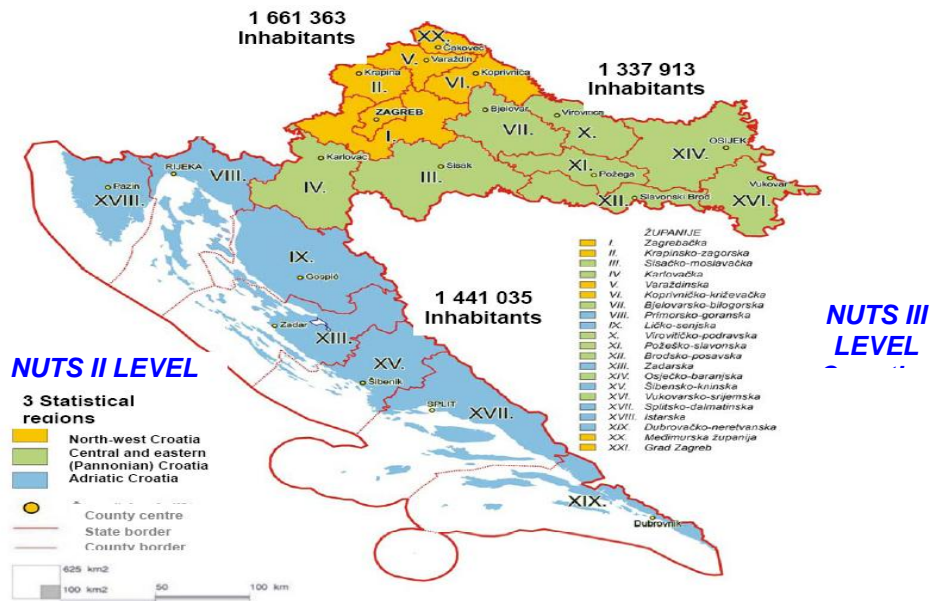 1 661 363
Inhabitants
XX.
Čakovec
V.
Varaždin
Krapina
II.
VI.
Koprivnica
1 337 913
Inhabitants
ZAGREB
I.
Bjelovar
VII.
Virovitica
X.
OSIJEK
XIV.
Karlovac
IV.
Sisak
III.
XI.
Požega
Vukovar
XII.
Slavonski Brod
XVI.
RIJEKA
VIII.
Pazin
XVIII.
IX.
Gospić
1 441 035
Inhabitants
Zadar
XIII.
XV.
Šibenik
SPLIT
XVII.
XIX.
Dubrovnik
ŽUPANIJE
I. Zagrebačka
II. Krapinsko-zagorska
III. Sisačko-moslavačka
IV Karlovačka
V. Varaždinska
VI. Koprivničko-križevačka
VII. Bjelovarsko-bilogorska
VIII. Primorsko-goranska
IX. Ličko-senjska
X. Virovitičko-podravska
XI. Požeško-slavonska
XII. Brodsko-posavska
XIII. Zadarska
XIV. Osječko-baranjska
XV. Šibensko-kninska
XVI. Vukovarsko-srijemska
XVII. Splitsko-dalmatinska
XVIII. Istarska
XIX. Dubrovačko-neretvanska
XX. Međimurska županija
XXI. Grad Zagreb
NUTS III
LEVEL
NUTS II LEVEL
3 Statistical
regions
North-west Croatia
Central and eastern
(Pannonian) Croatia
Adriatic Croatia
County centre
State border
County border
625 km2
100 km2
50
100 km